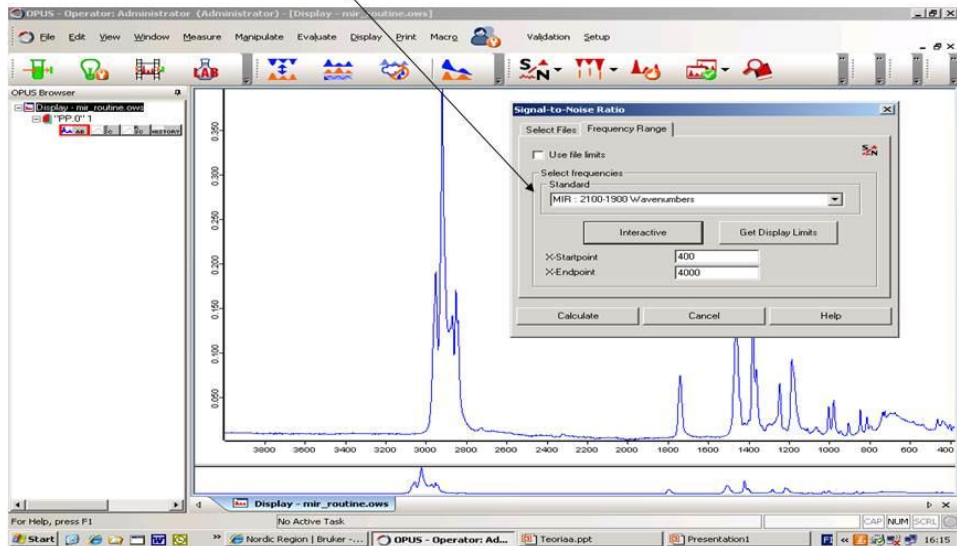 OPUS - Operator: Administrator (Administrator) - [Display - mir_routine.ows]
File Edit View Window Measure Manipulate Evaluate Display Print Macro Validation Setup
LAB
S/N
OPUS Browser
Display - mir_routine.ows
"PP.0" 1
AB Sc Sc HISTORY
Signal-to-Noise Ratio
Select Files Frequency Range
Use file limits
S/N
Select frequencies
Standard
MIR : 2100-1900 Wavenumbers
Interactive Get Display Limits
X-Startpoint 400
X-Endpoint 4000
Calculate Cancel Help
0.350
0.300
0.250
0.200
0.150
0.100
0.050
3800 3600 3400 3200 3000 2800 2600 2400 2200 2000 1800 1600 1400 1200 1000 800 600 400
Display - mir_routine.ows
For Help, press F1 No Active Task CAP NUM SCRL
Start Nordic Region | Bruker -... OPUS - Operator: Ad... Teoriaa.ppt Presentation1 16:15